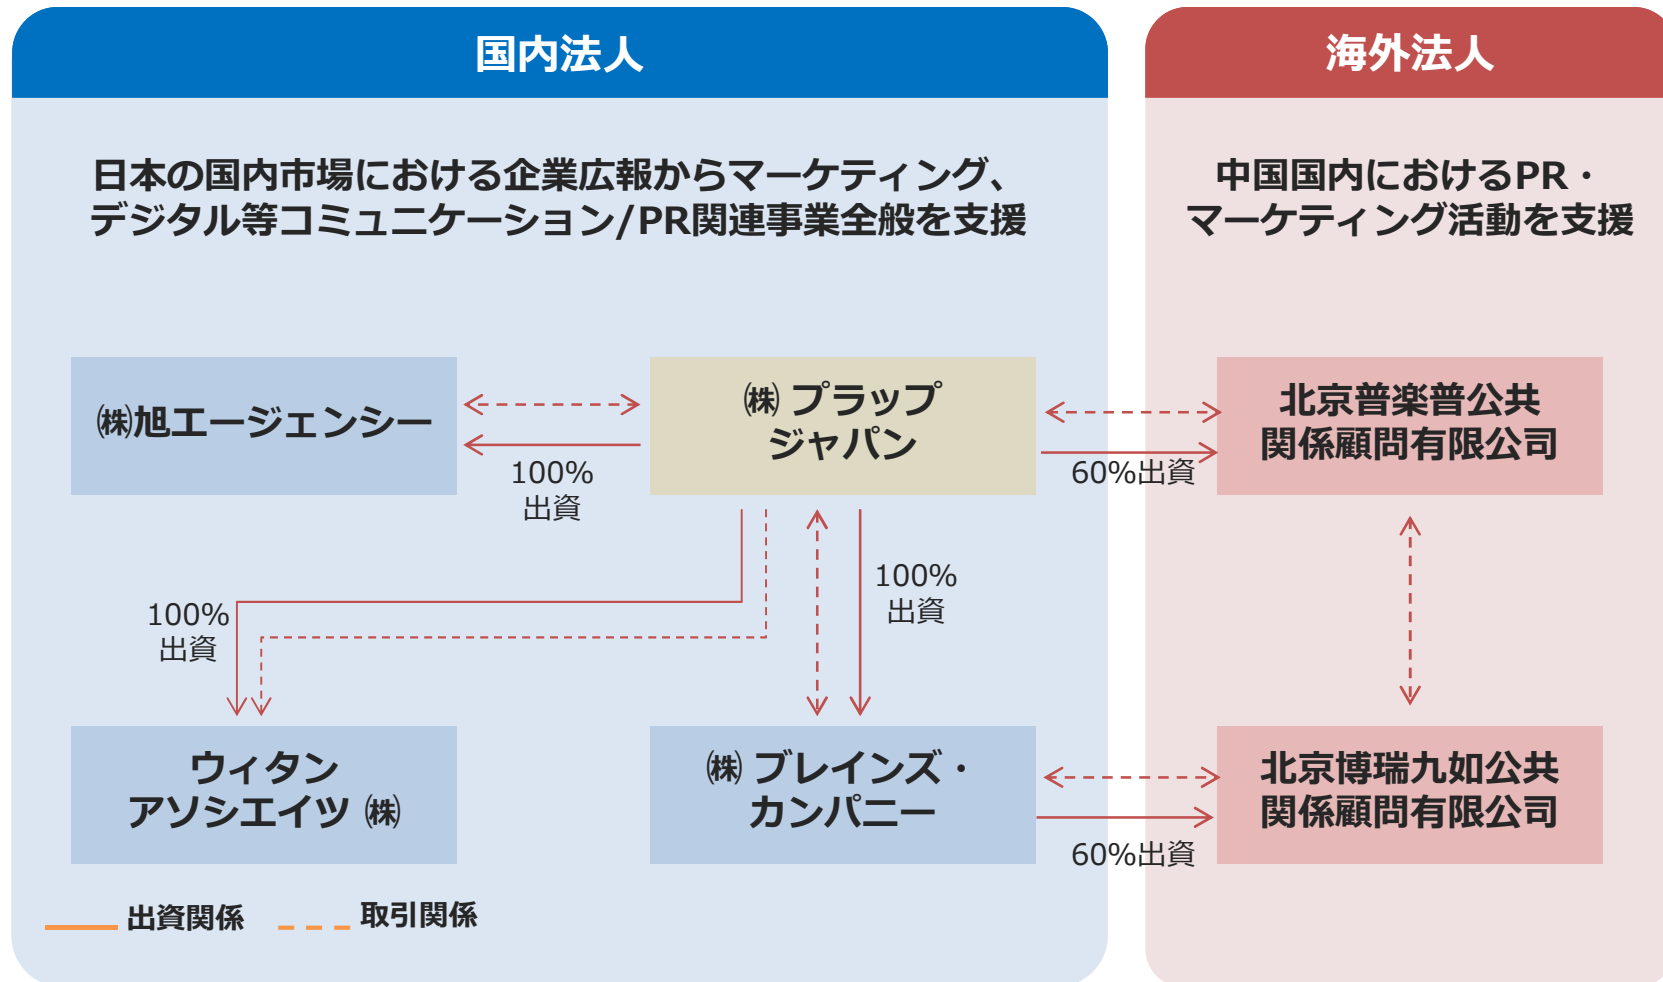 国内法人
海外法人
日本の国内市場における企業広報からマーケティング、
デジタル等コミュニケーション/PR関連事業全般を支援
中国国内におけるPR・
マーケティング活動を支援
㈱旭エージェンシー
㈱ プラップ
ジャパン
北京普楽普公共
関係顧問有限公司
100%
出資
60%出資
100%
出資
100%
出資
ウィタン
アソシエイツ ㈱
㈱ ブレインズ・
カンパニー
北京博瑞九如公共
関係顧問有限公司
60%出資
出資関係
取引関係